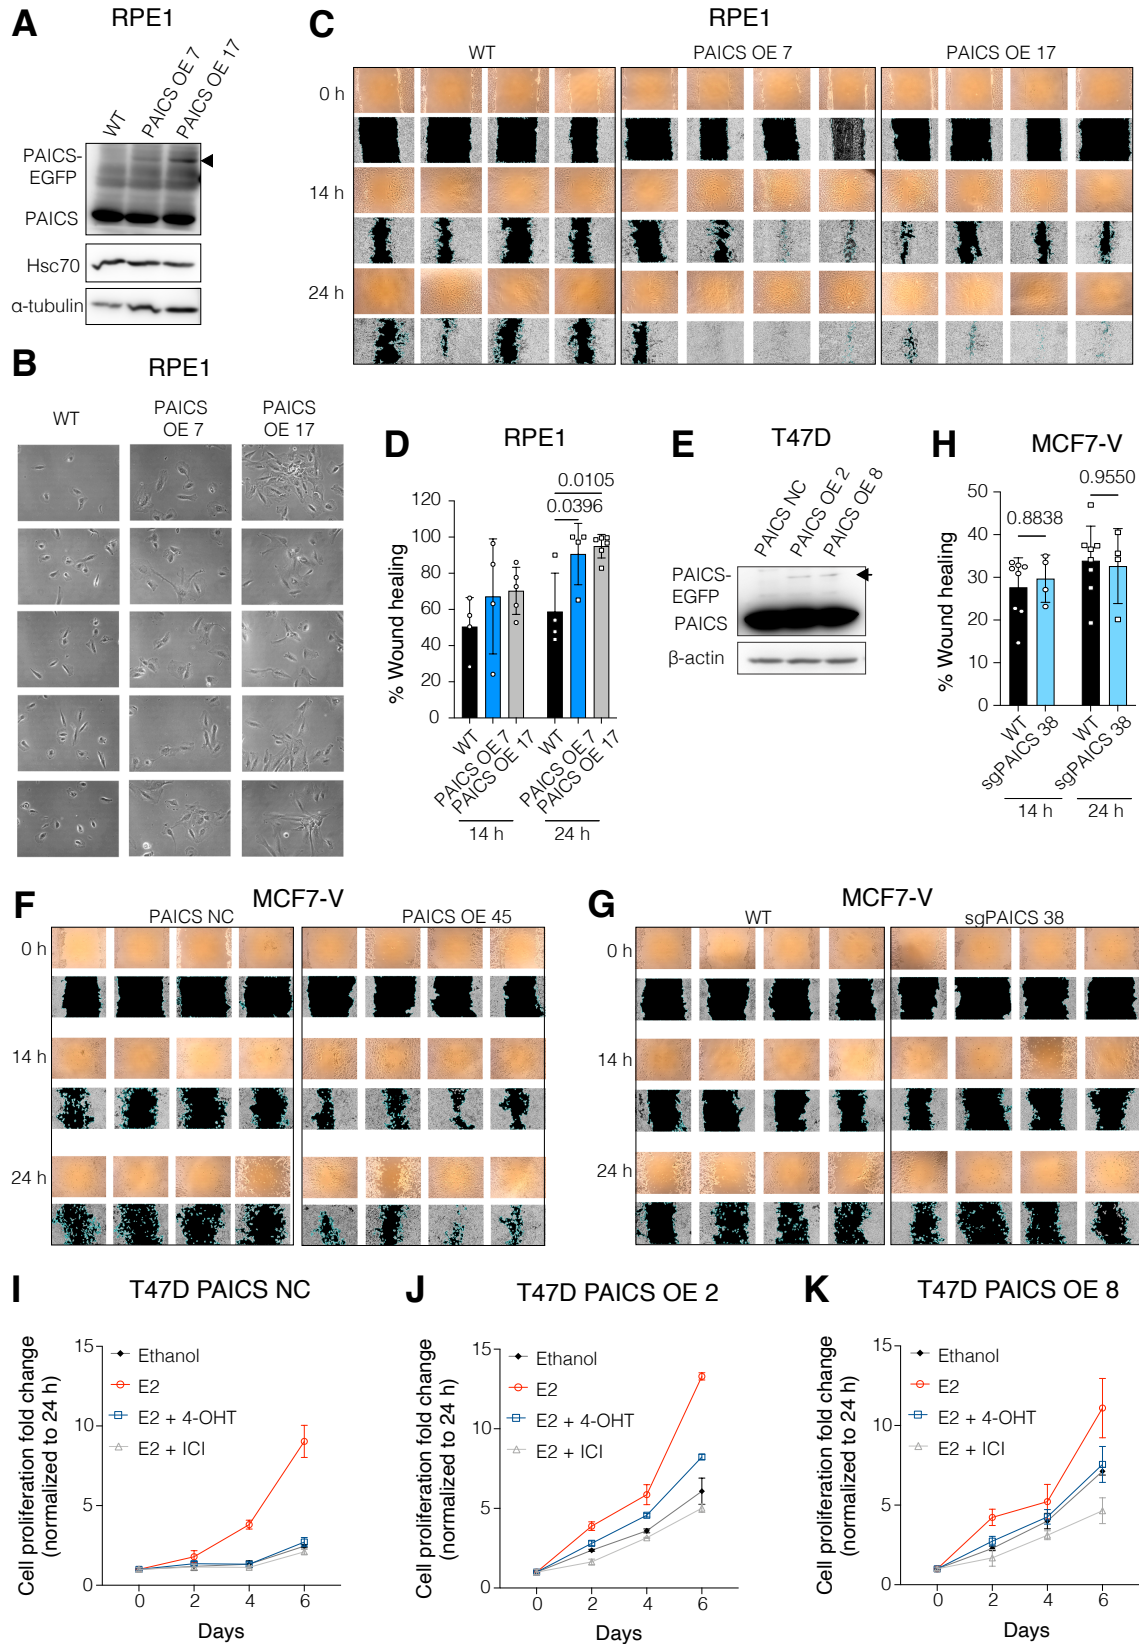 A
RPE1
WT
PAICS OE 7
PAICS OE 17
PAICS-
EGFP
PAICS
Hsc70
α-tubulin
B
RPE1
WT
PAICS
OE 7
PAICS
OE 17
C
RPE1
WT
PAICS OE 7
PAICS OE 17
0 h
14 h
24 h
D
RPE1
% Wound healing
120
100
80
60
40
20
0
0.0105
0.0396
WT
PAICS OE 7
PAICS OE 17
WT
PAICS OE 7
PAICS OE 17
14 h
24 h
E
T47D
PAICS NC
PAICS OE 2
PAICS OE 8
PAICS-
EGFP
PAICS
β-actin
H
MCF7-V
% Wound healing
50
40
30
20
10
0
0.8838
0.9550
WT
sgPAICS 38
WT
sgPAICS 38
14 h
24 h
F
MCF7-V
PAICS NC
PAICS OE 45
0 h
14 h
24 h
G
MCF7-V
WT
sgPAICS 38
0 h
14 h
24 h
I
T47D PAICS NC
Cell proliferation fold change
(normalized to 24 h)
15
10
5
0
Ethanol
E2
E2 + 4-OHT
E2 + ICI
0 2 4 6
Days
J
T47D PAICS OE 2
Cell proliferation fold change
(normalized to 24 h)
15
10
5
0
Ethanol
E2
E2 + 4-OHT
E2 + ICI
0 2 4 6
Days
K
T47D PAICS OE 8
Cell proliferation fold change
(normalized to 24 h)
15
10
5
0
Ethanol
E2
E2 + 4-OHT
E2 + ICI
0 2 4 6
Days